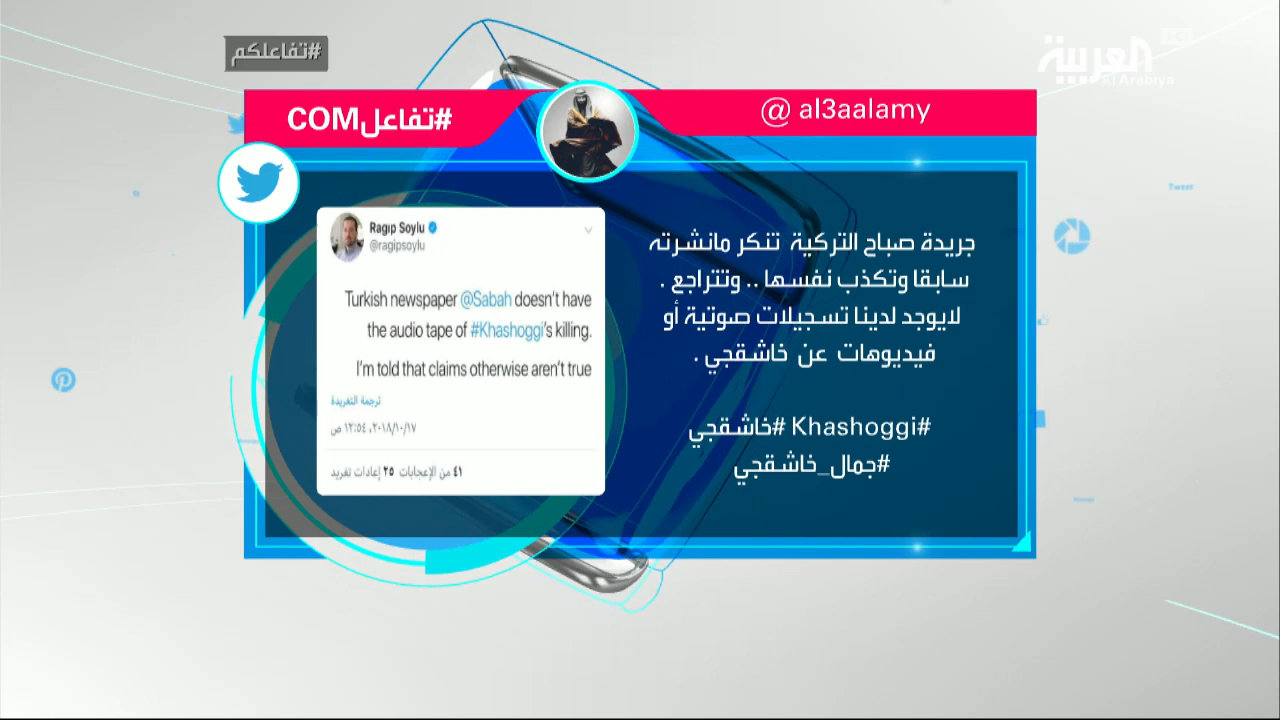 #تفاعلكم
العربية HD
Al Arabiya
#تفاعلCOM
@ al3aalamy
جريدة صباح التركية تنكر مانشرته
سابقا وتكذب نفسها .. وتتراجع .
لايوجد لدينا تسجيلات صوتية أو
فيديوهات عن خاشقجي .
#Khashoggi #خاشقجي
#جمال_خاشقجي
Ragıp Soylu
@ragipsoylu
Turkish newspaper @Sabah doesn't have
the audio tape of #Khashoggi's killing.
I'm told that claims otherwise aren't true
ترجمة التغريدة
٢٠١٨/١٠/١٧، ١٢:٥٤ ص
٤١ من الإعجابات ٢٥ إعادات تغريد
Tweet